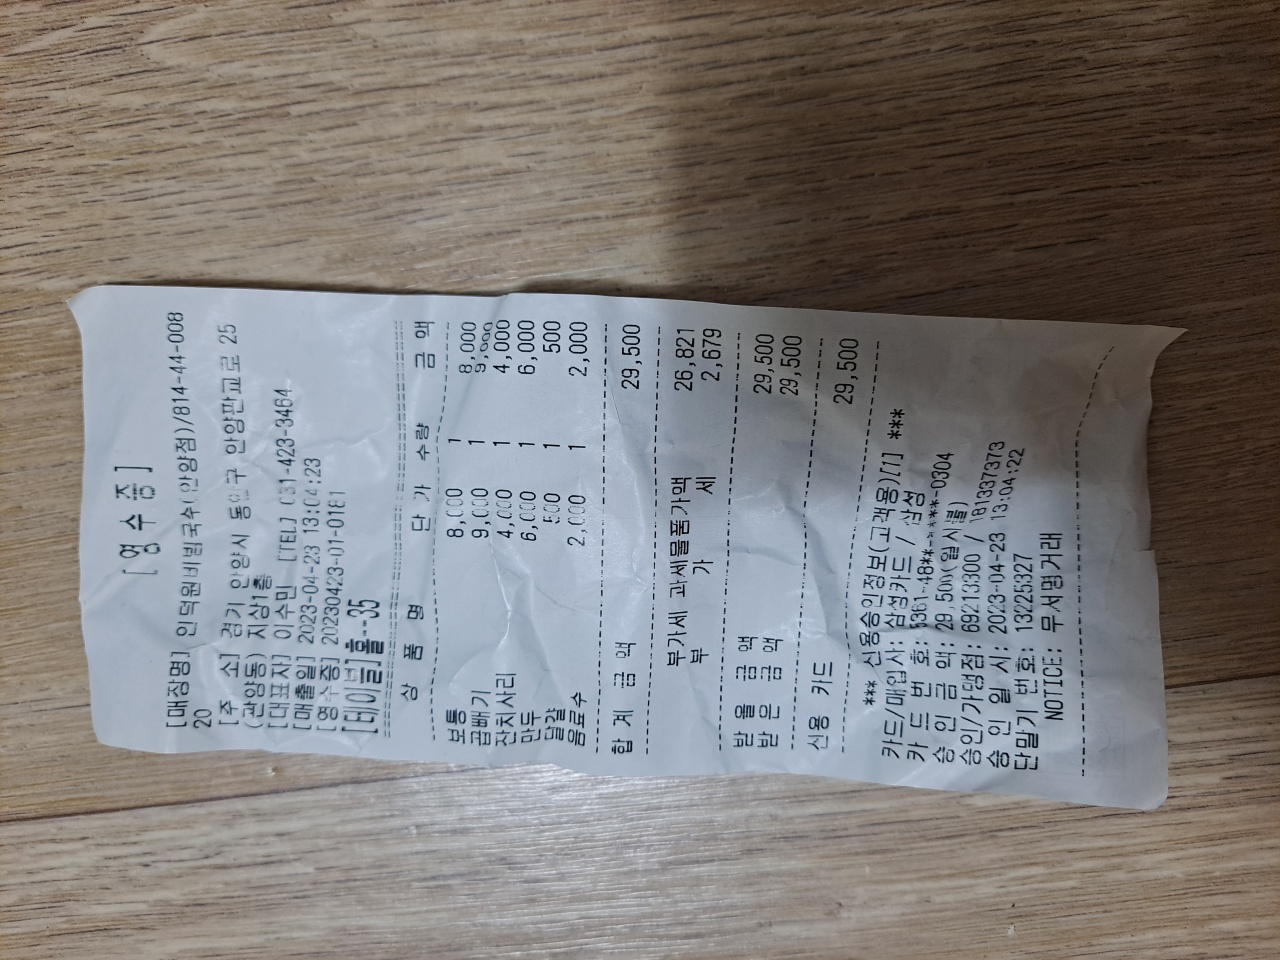 [영 수 증]
[매장명] 인덕원비빔국수(안양점)/814-44-008
20
[주 소] 경기 안양시 동안구 안양판교로 25
(관양동) 지상1층
[대표자] 이수민 [TEL] 031-423-3464
[매출일] 2023-04-23 13:04:23
[영수증] 20230423-01-0181
[테이블]홀--35
상 품 명 단 가 수량 금 액
보통 8,000 1 8,000
곱빼기 9,000 1 9,000
잔치사리 4,000 1 4,000
만두 6,000 1 6,000
달걀 500 1 500
음료수 2,000 1 2,000
합 계 금 액 29,500
부가세 과세물품가액 26,821
부 가 세 2,679
받을 금 액 29,500
받은 금 액 29,500
신용 카드 29,500
*** 신용승인정보(고객용)[1] ***
카드/매입사: 삼성카드 / 삼성
카 드 번 호: 5361-48**-****-0304
승 인 금 액: 29,500(일시불)
승인/가맹점: 69213300 / 181337373
승 인 일 시: 2023-04-23 13:04:22
단말기 번호: 13225327
NOTICE: 무서명거래